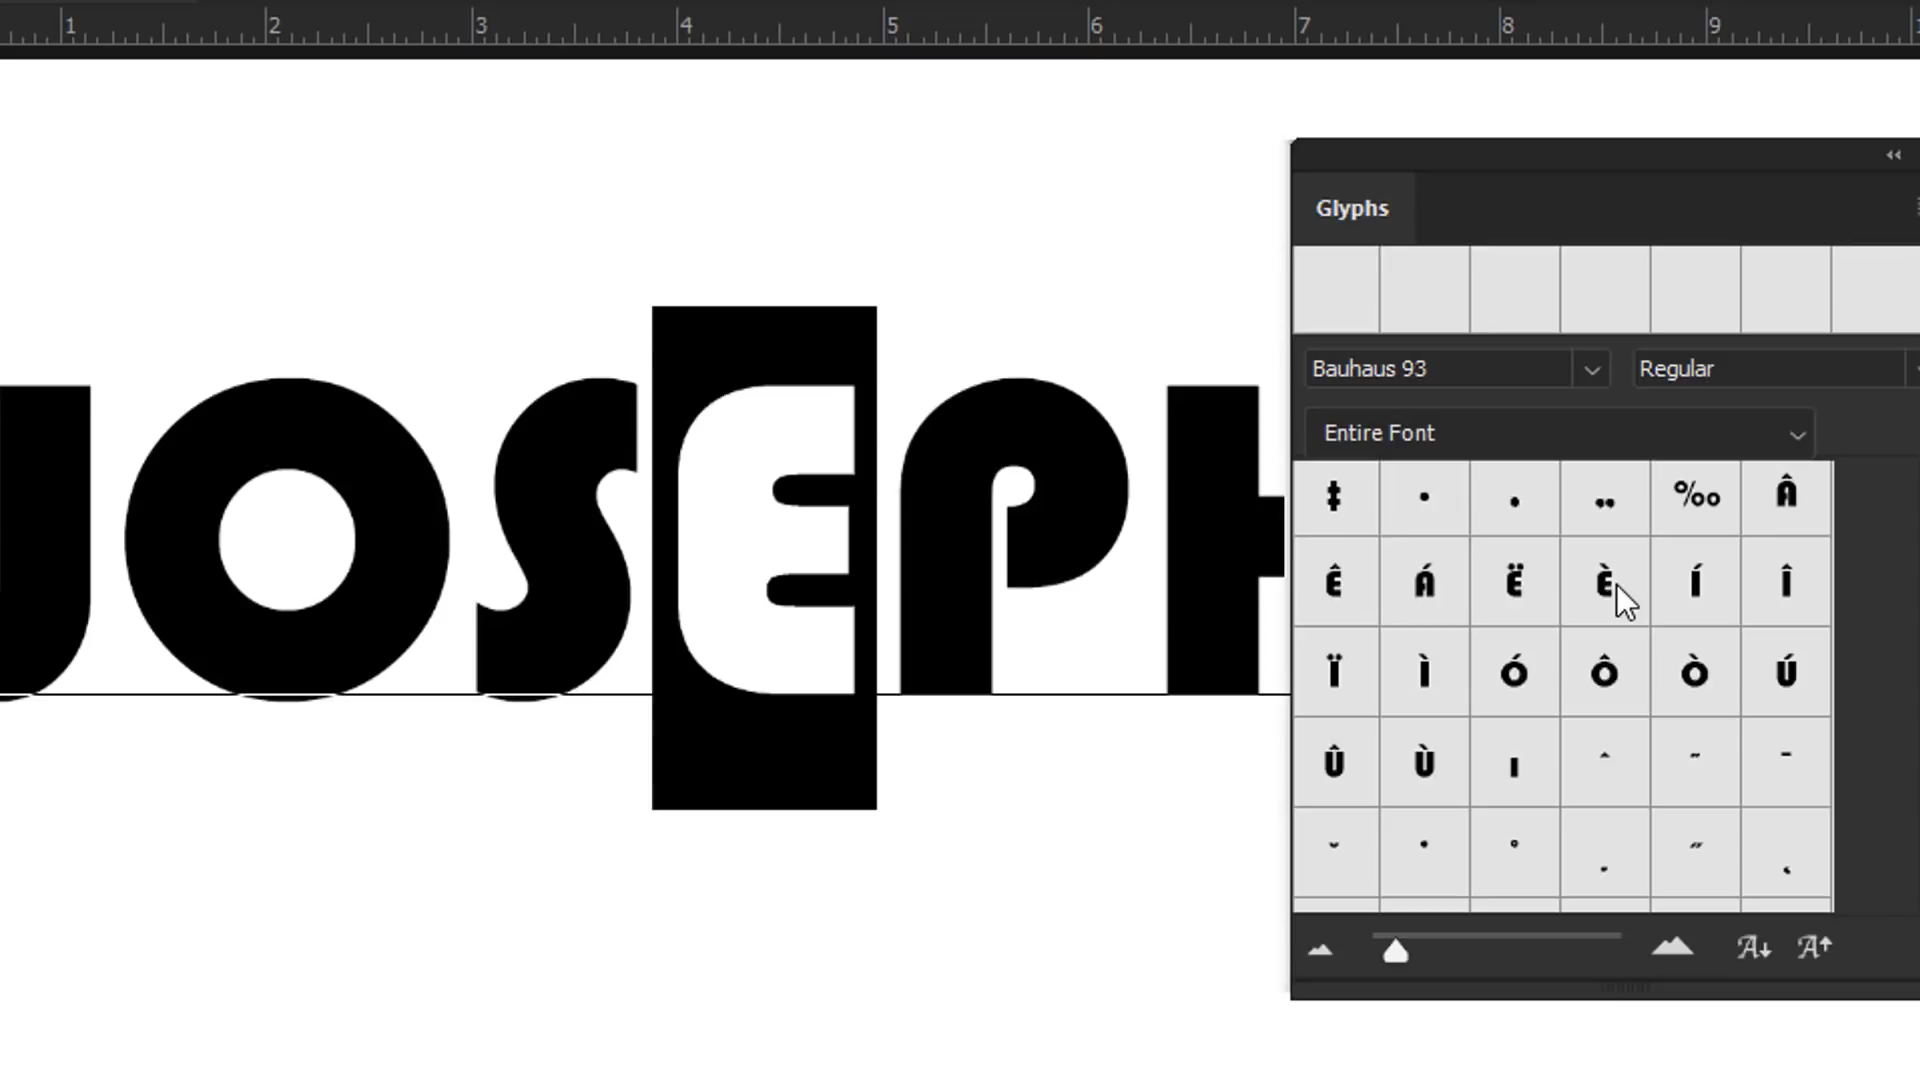 1 2 3 4 5 6 7 8 9
JOSEPH
Glyphs
Bauhaus 93 Regular
Entire Font
‡ • . „ ‰ Â
Ê Á Ë È Í Î
Ï Ì Ó Ô Ò Ú
Û Ù ı ˆ ˜ ¯
˘ ˙ ˚ ¸ ˝ ˛